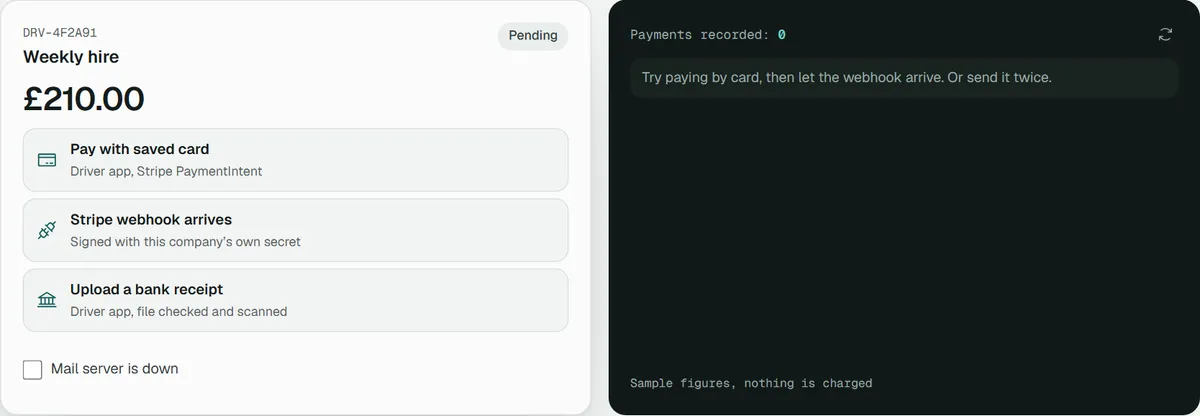 DRV-4F2A91
Weekly hire
Pending
£210.00
Pay with saved card
Driver app, Stripe PaymentIntent
Stripe webhook arrives
Signed with this company's own secret
Upload a bank receipt
Driver app, file checked and scanned
Mail server is down
Payments recorded: 0
Try paying by card, then let the webhook arrive. Or send it twice.
Sample figures, nothing is charged